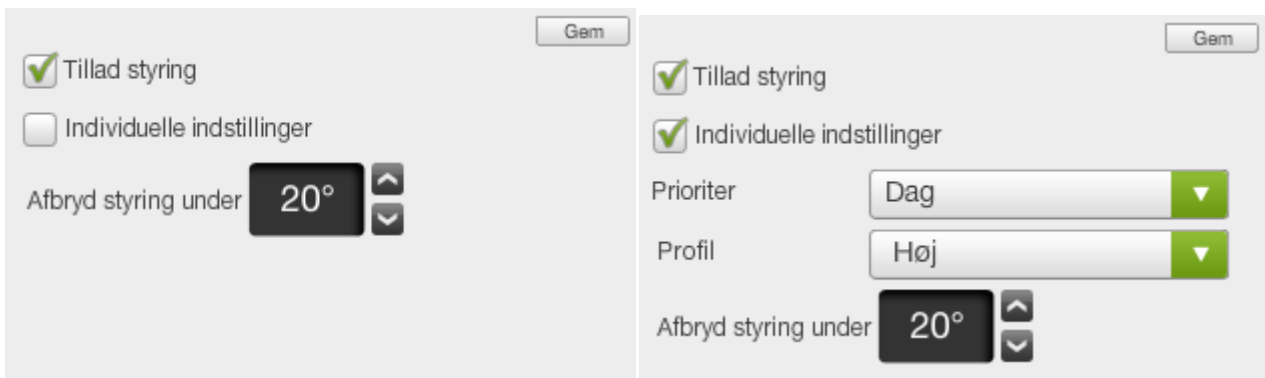 Gem
Tillad styring
Individuelle indstillinger
Afbryd styring under 20°
Gem
Tillad styring
Individuelle indstillinger
Prioriter Dag
Profil Høj
Afbryd styring under 20°